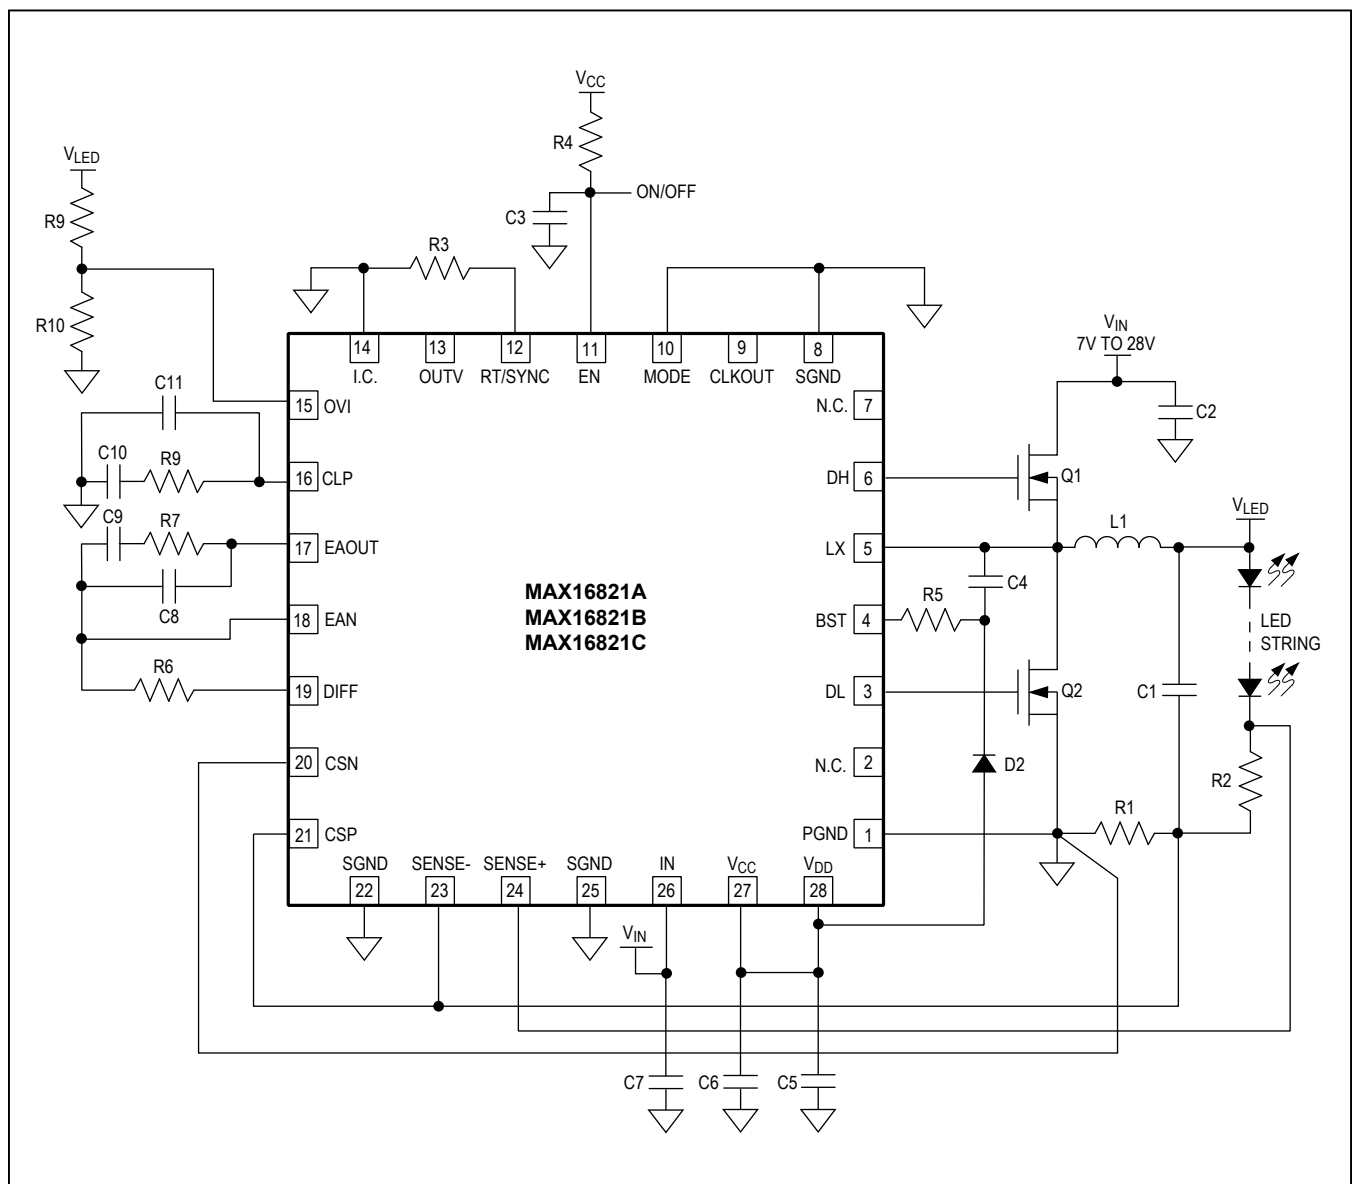 VCC
R4
VLED
ON/OFF
R9
C3
R3
R10
VIN
7V TO 28V
14
13
12
11
10
9
8
I.C.
OUTV
RT/SYNC
EN
MODE
CLKOUT
SGND
C11
15 OVI
N.C. 7
C2
C10
R9
16 CLP
DH 6
Q1
C9
R7
VLED
L1
17 EAOUT
LX 5
C8
MAX16821A
MAX16821B
MAX16821C
C4
R5
18 EAN
BST 4
LED
STRING
R6
19 DIFF
DL 3
Q2
C1
20 CSN
N.C. 2
D2
R2
R1
21 CSP
PGND 1
SGND
SENSE-
SENSE+
SGND
IN
VCC
VDD
22
23
24
25
26
27
28
VIN
C7
C6
C5